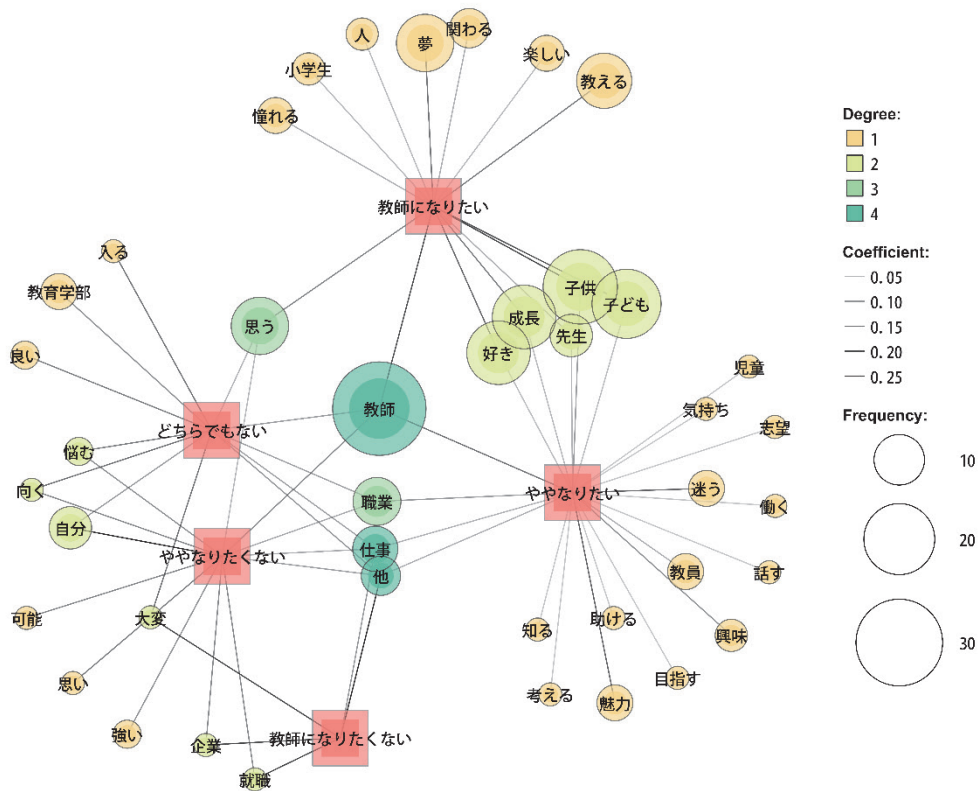 人
夢
関わる
小学生
楽しい
教える
憧れる
教師になりたい
入る
教育学部
良い
思う
子供
子ども
成長
先生
好き
教師
どちらでもない
悩む
向く
自分
ややなりたくない
職業
仕事
他
ややなりたい
児童
気持ち
志望
迷う
働く
教員
話す
知る
助ける
興味
考える
魅力
目指す
可能
大変
思い
強い
企業
就職
教師になりたくない
Degree:
1
2
3
4
Coefficient:
0.05
0.10
0.15
0.20
0.25
Frequency:
10
20
30